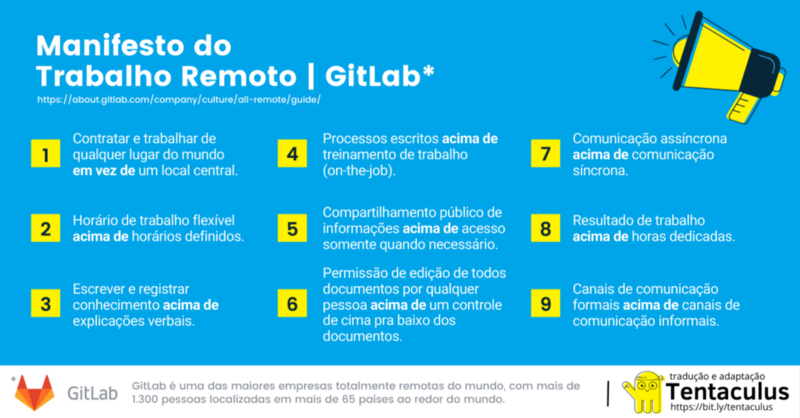 Manifesto do
Trabalho Remoto | GitLab*
https://about.gitlab.com/company/culture/all-remote/guide/
1
Contratar e trabalhar de
qualquer lugar do mundo
em vez de um local central.
2
Horário de trabalho flexível
acima de horários definidos.
3
Escrever e registrar
conhecimento acima de
explicações verbais.
4
Processos escritos acima de
treinamento de trabalho
(on-the-job).
5
Compartilhamento público de
informações acima de acesso
somente quando necessário.
6
Permissão de edição de todos
documentos por qualquer
pessoa acima de um controle
de cima pra baixo dos
documentos.
7
Comunicação assíncrona
acima de comunicação
síncrona.
8
Resultado de trabalho
acima de horas dedicadas.
9
Canais de comunicação
formais acima de canais de
comunicação informais.
* GitLab
GitLab é uma das maiores empresas totalmente remotas do mundo, com mais de
1.300 pessoas localizadas em mais de 65 países ao redor do mundo.
tradução e adaptação
Tentaculus
https://bit.ly/tentaculus